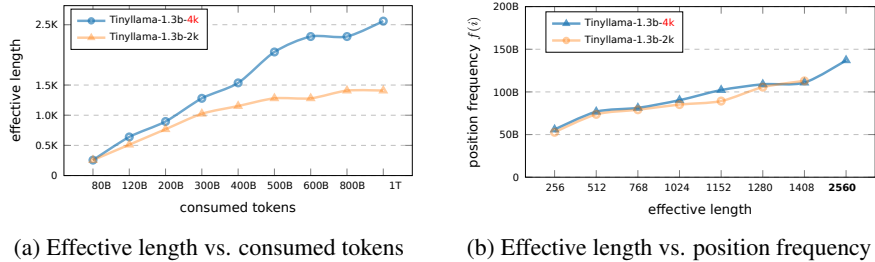 Tinyllama-1.3b-4k
Tinyllama-1.3b-2k
effective length
2.5K
1.5K
1.0K
0.5K
0
80B 120B 200B 300B 400B 500B 600B 800B 1T
consumed tokens
(a) Effective length vs. consumed tokens
Tinyllama-1.3b-4k
Tinyllama-1.3b-2k
position frequency f(i)
200B
150B
100B
50B
0
256 512 768 1024 1152 1280 1408 2560
effective length
(b) Effective length vs. position frequency